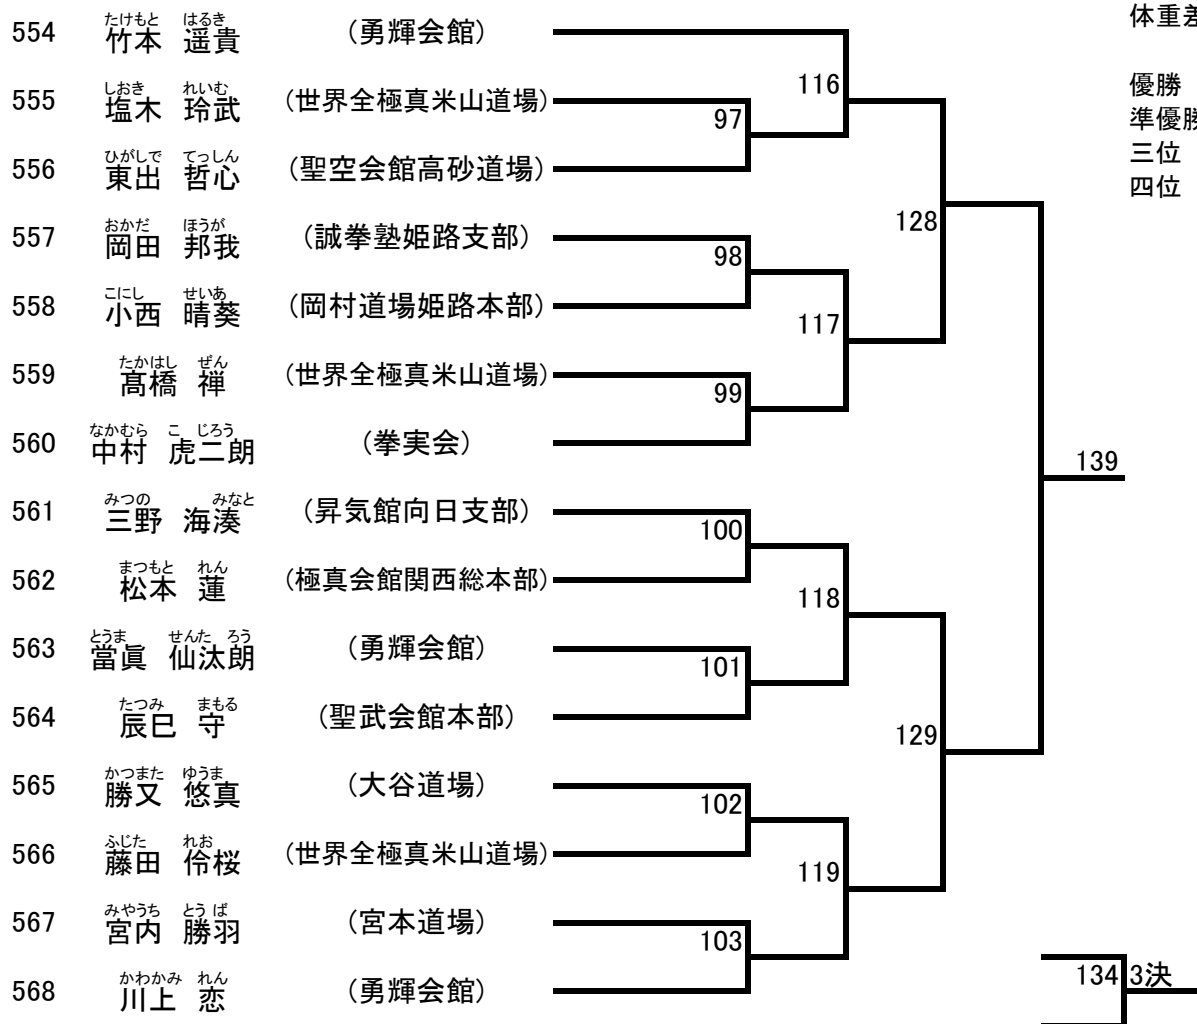 体重差
たけもと はるき
554 竹本 遥貴 (勇輝会館)
116
優勝
しおき れいむ
555 塩木 玲武 (世界全極真米山道場)
97
準優勝
三位
ひがしで てっしん
556 東出 哲心 (聖空会館高砂道場)
四位
128
おかだ ほうが
557 岡田 邦我 (誠拳塾姫路支部)
98
こにし せいあ
558 小西 晴葵 (岡村道場姫路本部)
117
たかはし ぜん
559 髙橋 禅 (世界全極真米山道場)
99
なかむら こ じろう
560 中村 虎二朗 (拳実会)
139
みつの みなと
561 三野 海湊 (昇気館向日支部)
100
まつもと れん
562 松本 蓮 (極真会館関西総本部)
118
とうま せんた ろう
563 當眞 仙汰朗 (勇輝会館)
101
たつみ まもる
564 辰巳 守 (聖武会館本部)
129
かつまた ゆうま
565 勝又 悠真 (大谷道場)
102
ふじた れお
566 藤田 伶桜 (世界全極真米山道場)
119
みやうち とう ば
567 宮内 勝羽 (宮本道場)
103
かわかみ れん
568 川上 恋 (勇輝会館)
134 3決